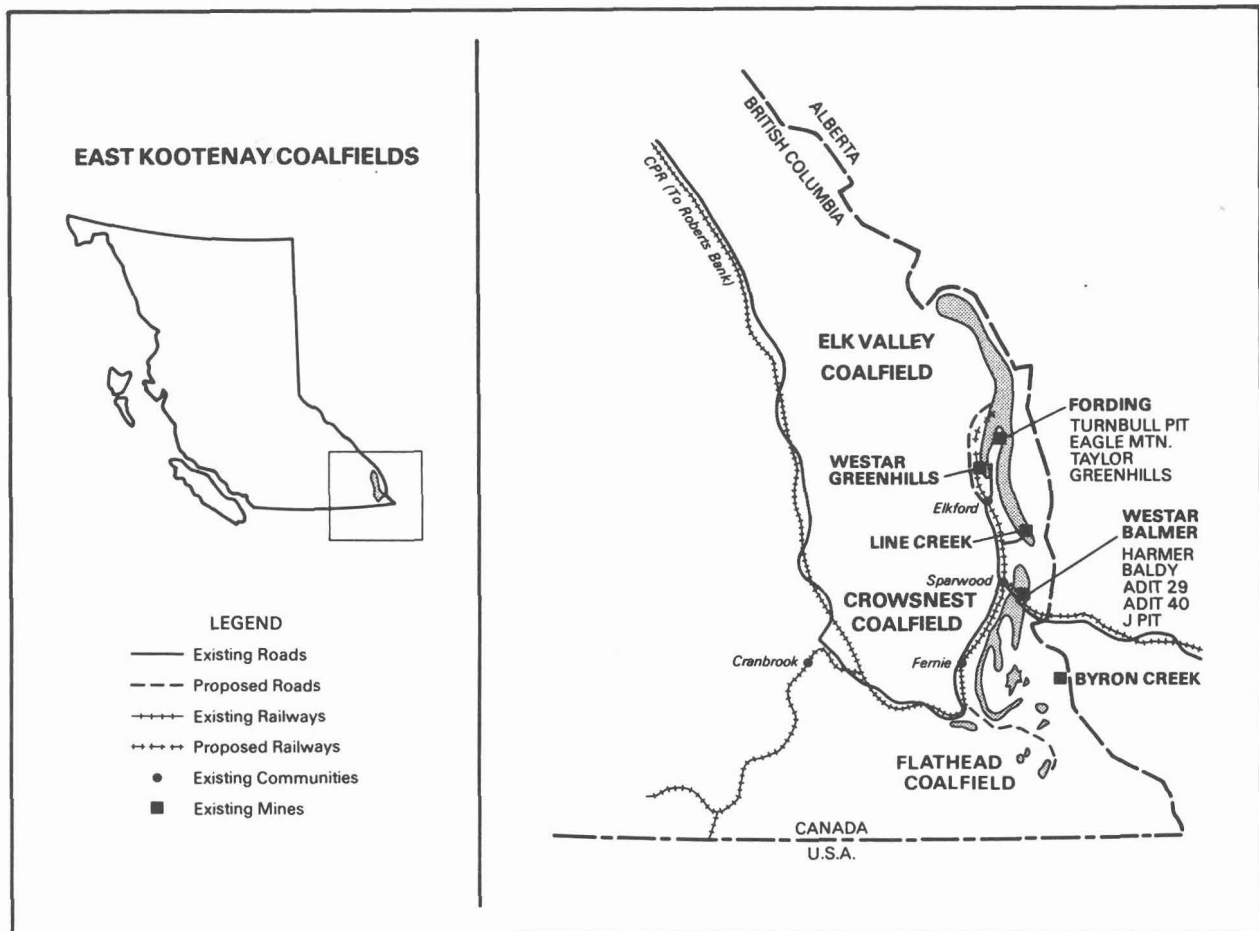 EAST KOOTENAY COALFIELDS
LEGEND
Existing Roads
Proposed Roads
Existing Railways
Proposed Railways
Existing Communities
Existing Mines
ALBERTA
BRITISH COLUMBIA
CPR (To Roberts Bank)
ELK VALLEY
COALFIELD
FORDING
TURNBULL PIT
EAGLE MTN.
TAYLOR
GREENHILLS
WESTAR
GREENHILLS
Elkford
LINE CREEK
WESTAR
BALMER
HARMER
BALDY
ADIT 29
ADIT 40
J PIT
Sparwood
CROWSNEST
COALFIELD
Cranbrook
Fernie
BYRON CREEK
FLATHEAD
COALFIELD
CANADA
U.S.A.